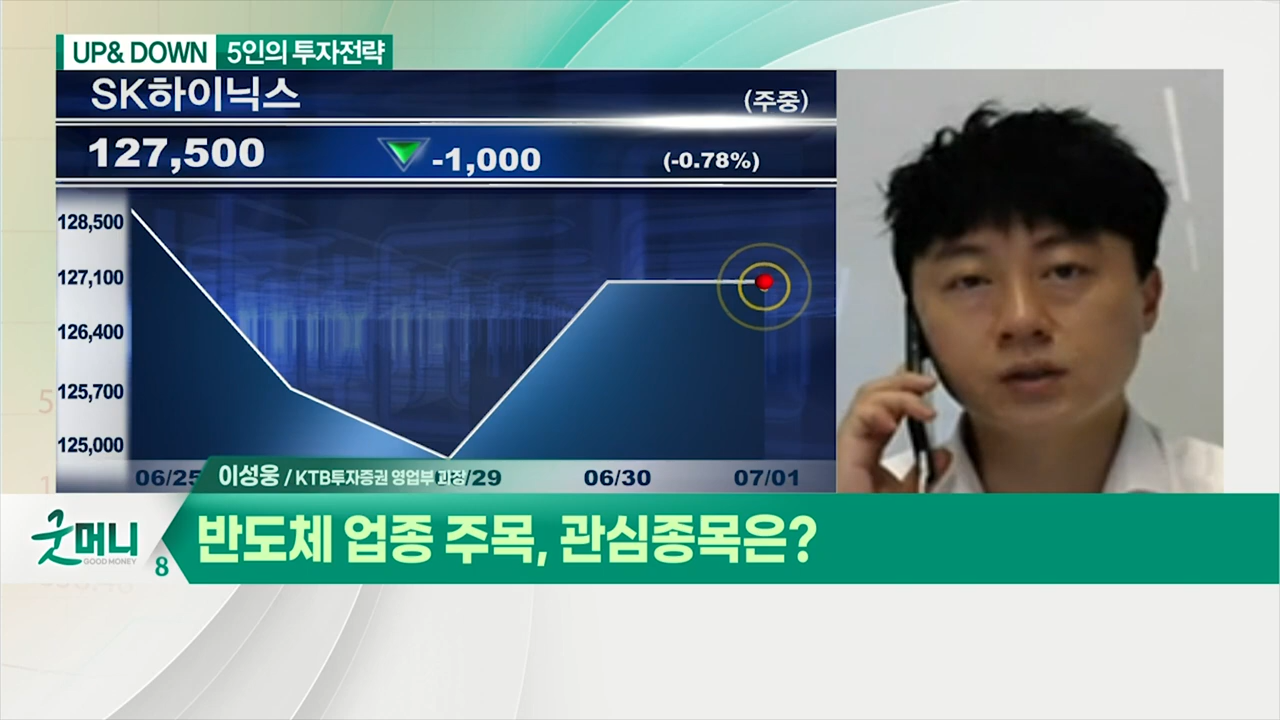 UP& DOWN 5인의 투자전략
SK하이닉스 (주중)
127,500 -1,000 (-0.78%)
128,500
127,100
126,400
125,700
125,000
06/25 /29 06/30 07/01
이성웅 / KTB투자증권 영업부 과장
굿머니
GOOD MONEY
8
반도체 업종 주목, 관심종목은?